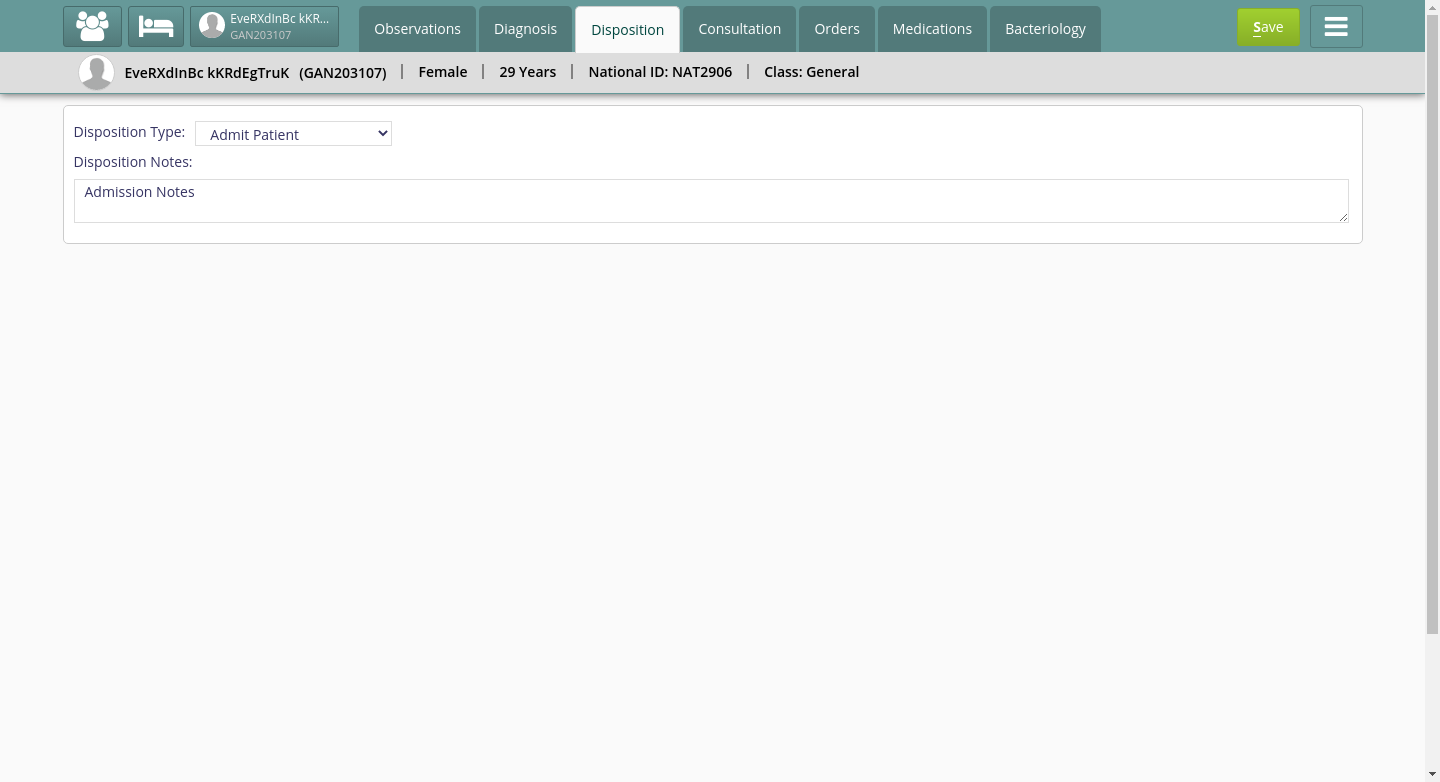 EveRXdInBc kKR...
GAN203107
Observations
Diagnosis
Disposition
Consultation
Orders
Medications
Bacteriology
Save
EveRXdInBc kKRdEgTruK (GAN203107) | Female | 29 Years | National ID: NAT2906 | Class: General
Disposition Type: Admit Patient
Disposition Notes:
Admission Notes